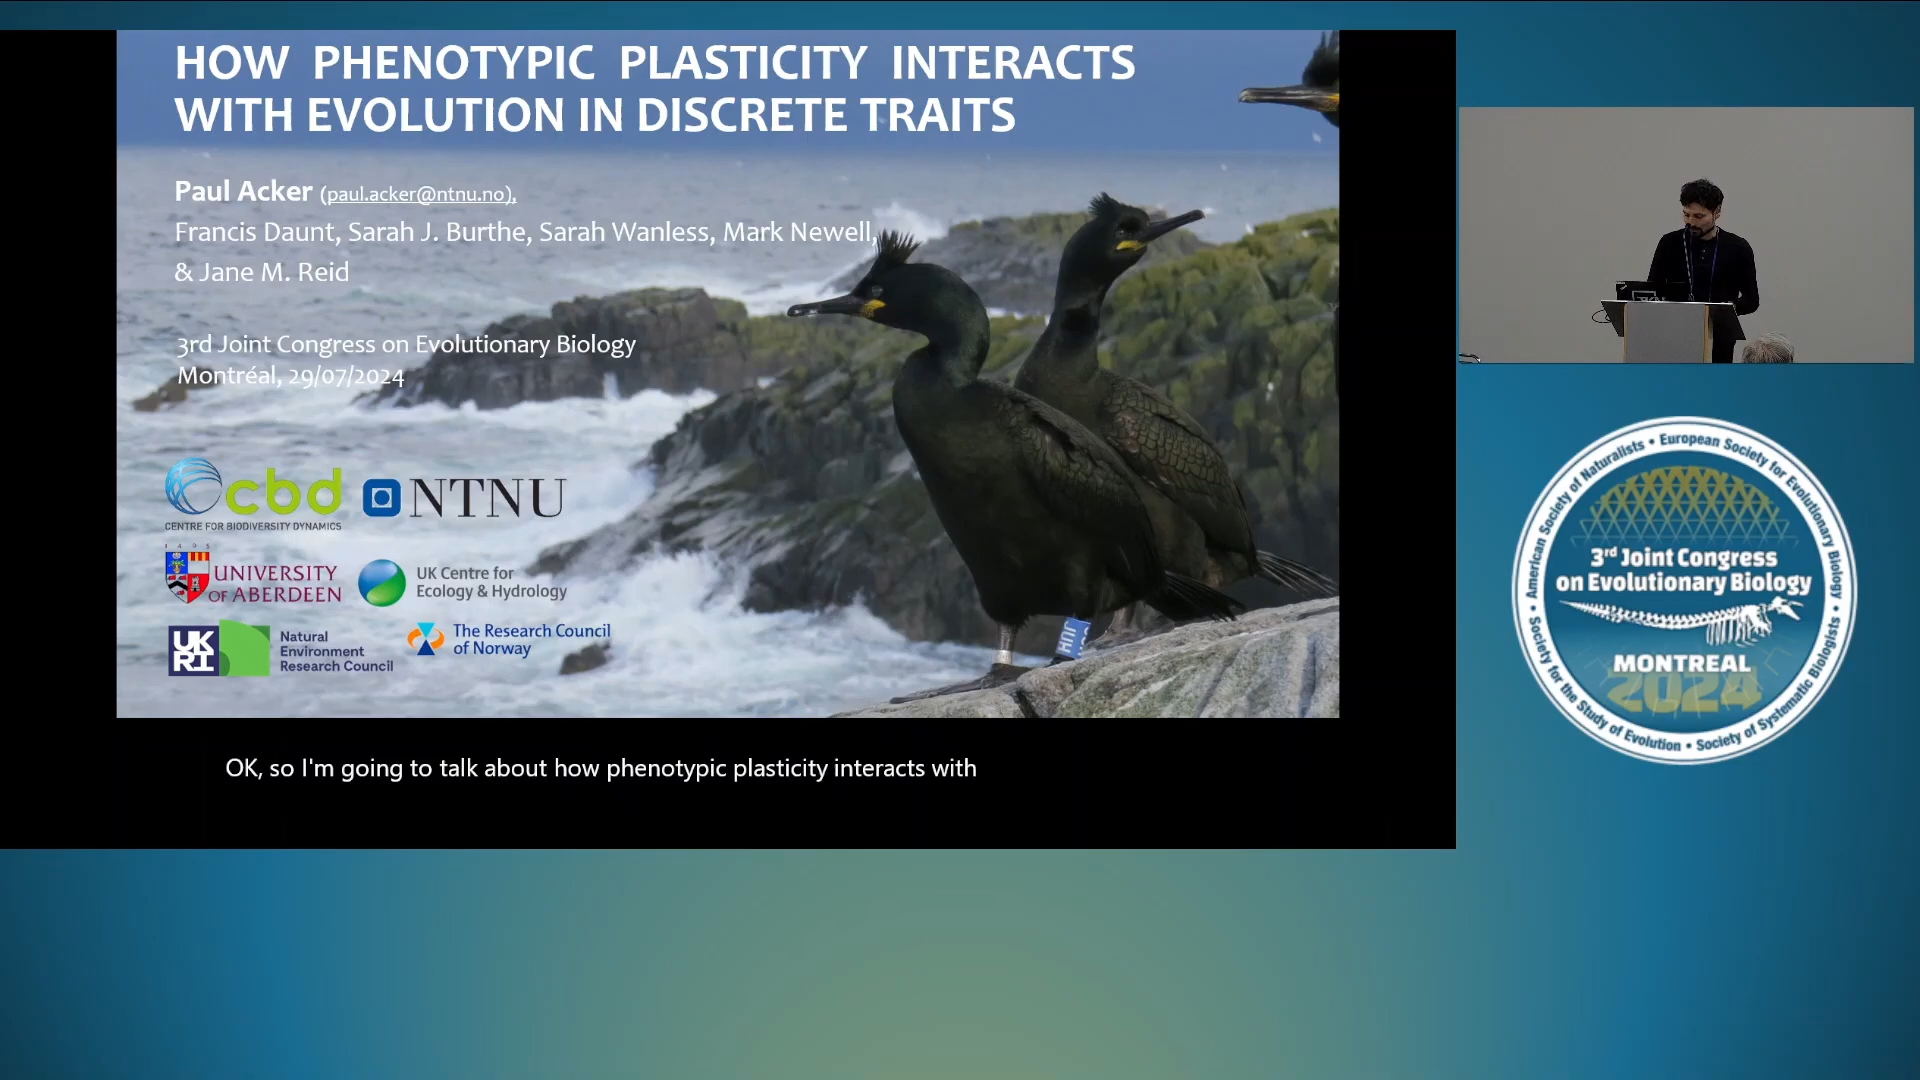 HOW PHENOTYPIC PLASTICITY INTERACTS
WITH EVOLUTION IN DISCRETE TRAITS
Paul Acker (paul.acker@ntnu.no),
Francis Daunt, Sarah J. Burthe, Sarah Wanless, Mark Newell,
& Jane M. Reid
3rd Joint Congress on Evolutionary Biology
Montréal, 29/07/2024
cbd
CENTRE FOR BIODIVERSITY DYNAMICS
NTNU
1495
UNIVERSITY
OF ABERDEEN
UK Centre for
Ecology & Hydrology
UK
RI
Natural
Environment
Research Council
The Research Council
of Norway
OK, so I'm going to talk about how phenotypic plasticity interacts with
American Society of Naturalists • European Society for Evolutionary Biology •
Society for the Study of Evolution • Society of Systematic Biologists •
3rd Joint Congress
on Evolutionary Biology
MONTREAL
2024